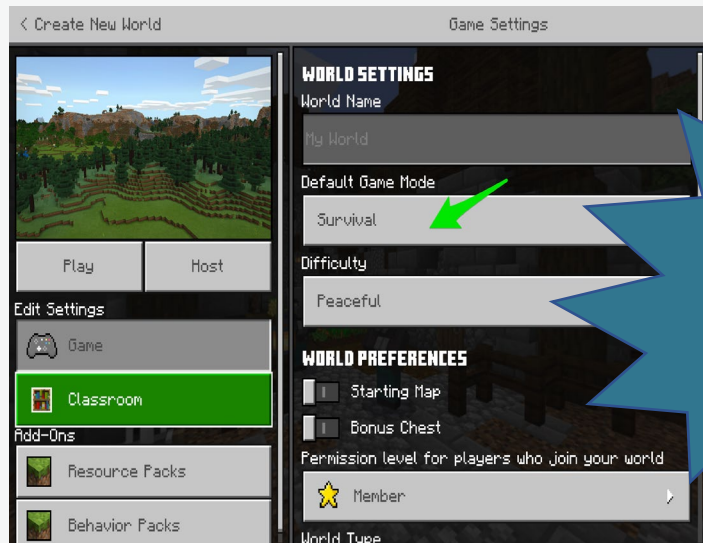 < Create New World
Game Settings
Play
Host
Edit Settings
Game
Classroom
Add-Ons
Resource Packs
Behavior Packs
WORLD SETTINGS
World Name
My World
Default Game Mode
Survival
Difficulty
Peaceful
WORLD PREFERENCES
Starting Map
Bonus Chest
Permission level for players who join your world
Member
World Type